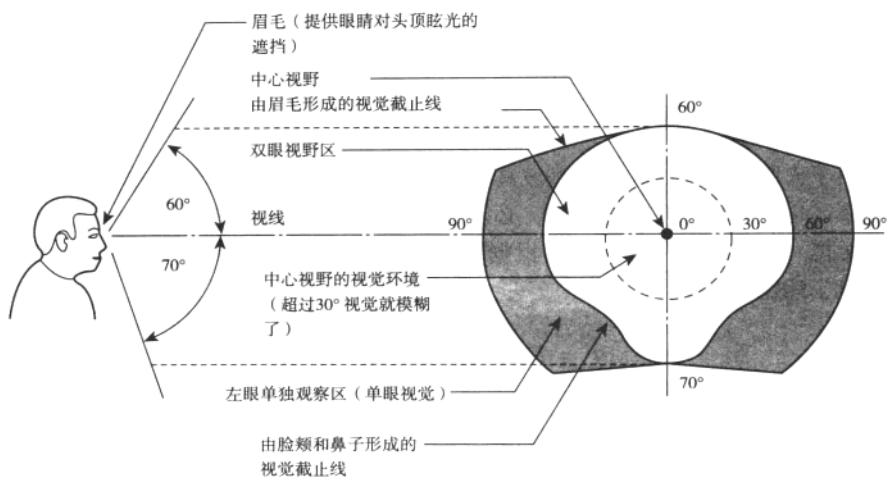 眉毛（提供眼睛对头顶眩光的
遮挡）
中心视野
由眉毛形成的视觉截止线
60°
双眼视野区
60°
视线
90°
0°
30°
60°
90°
70°
中心视野的视觉环境
（超过30° 视觉就模糊
了）
70°
左眼单独观察区（单眼视觉）
由脸颊和鼻子形成的
视觉截止线